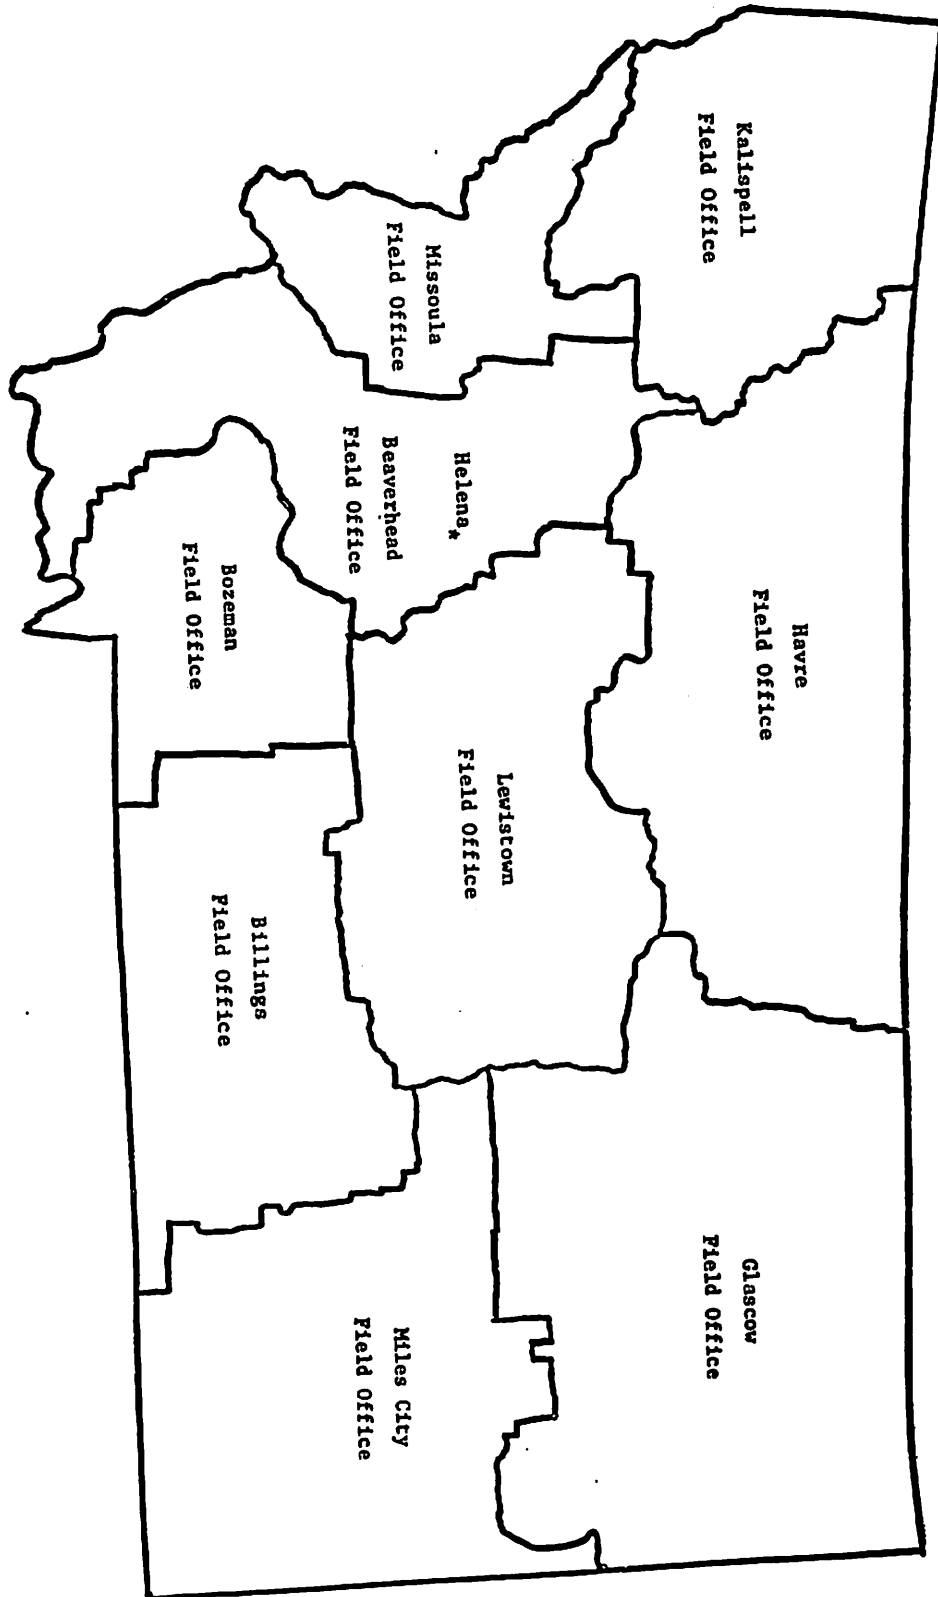 Kalispell
Field Office
Missoula
Field Office
Helena*
Beaverhead
Field Office
Havre
Field Office
Bozeman
Field Office
Lewistown
Field Office
Billings
Field Office
Glascow
Field Office
Miles City
Field Office